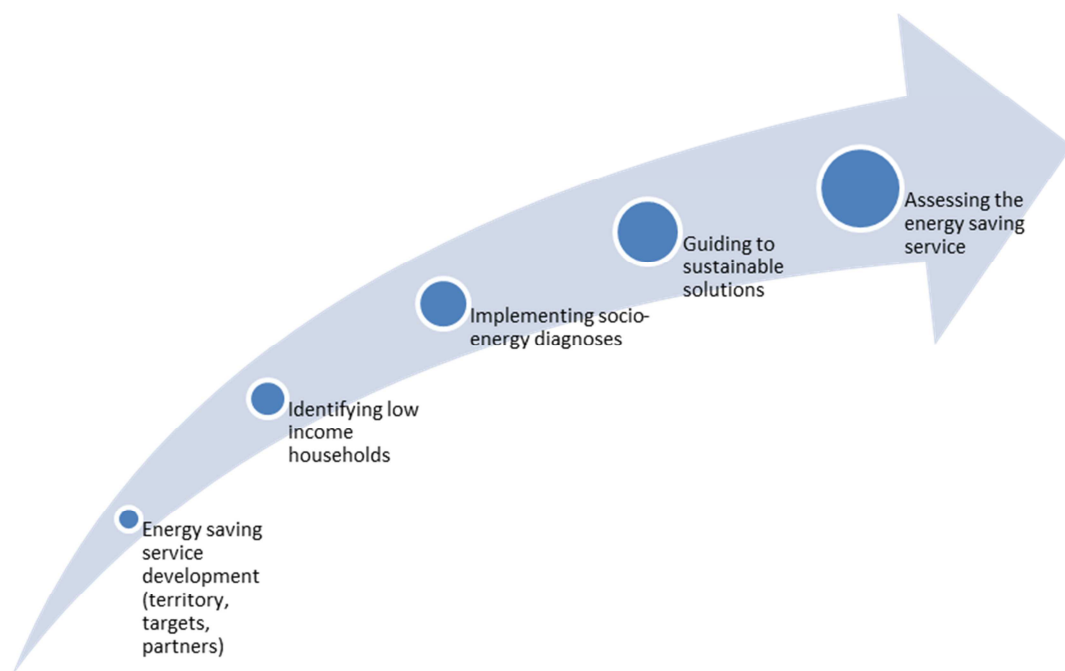 Assessing the
energy saving
service
Guiding to
sustainable
solutions
Implementing socio-
energy diagnoses
Identifying low
income
households
Energy saving
service
development
(territory,
targets,
partners)